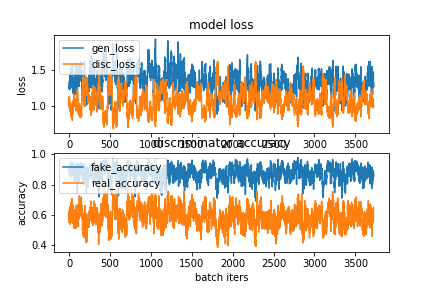 model loss
gen_loss
disc_loss
1.5
1.0
loss
0 500 1000 1500 2000 2500 3000 3500
discriminator accuracy
fake_accuracy
real_accuracy
1.0
0.8
0.6
0.4
accuracy
0 500 1000 1500 2000 2500 3000 3500
batch iters